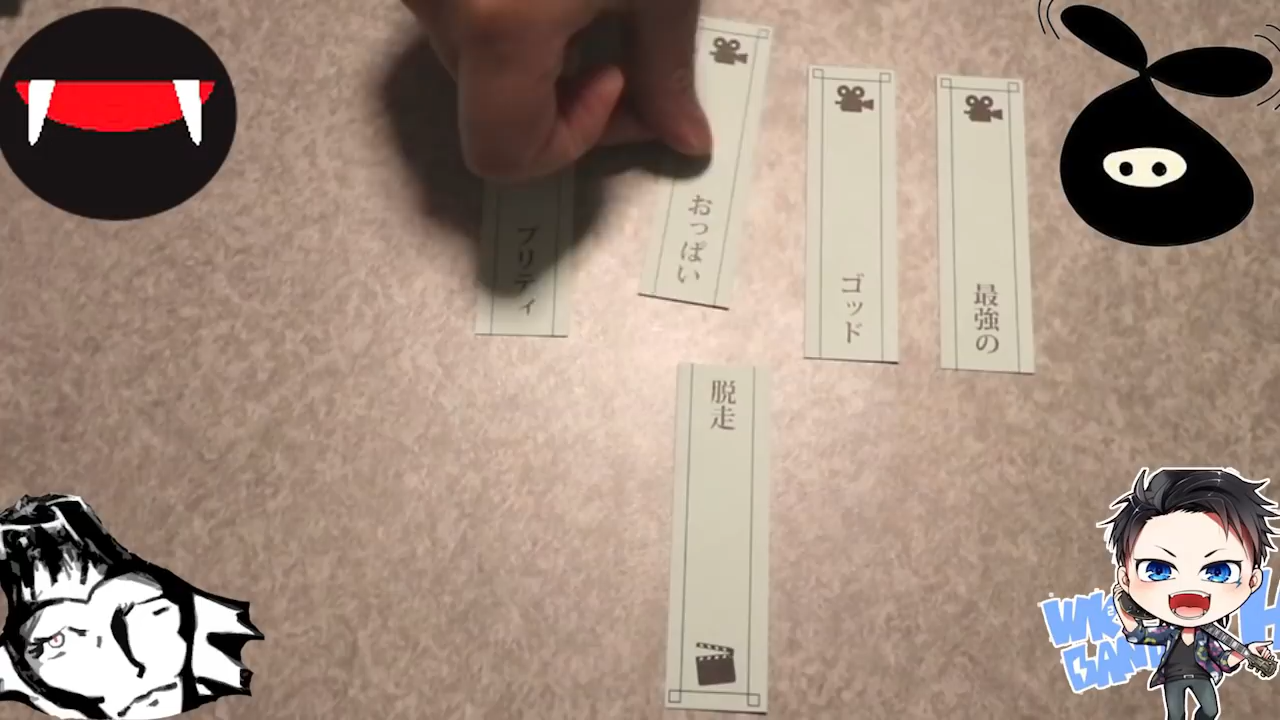 プリティ
おっぱい
ゴッド
最強の
脱走